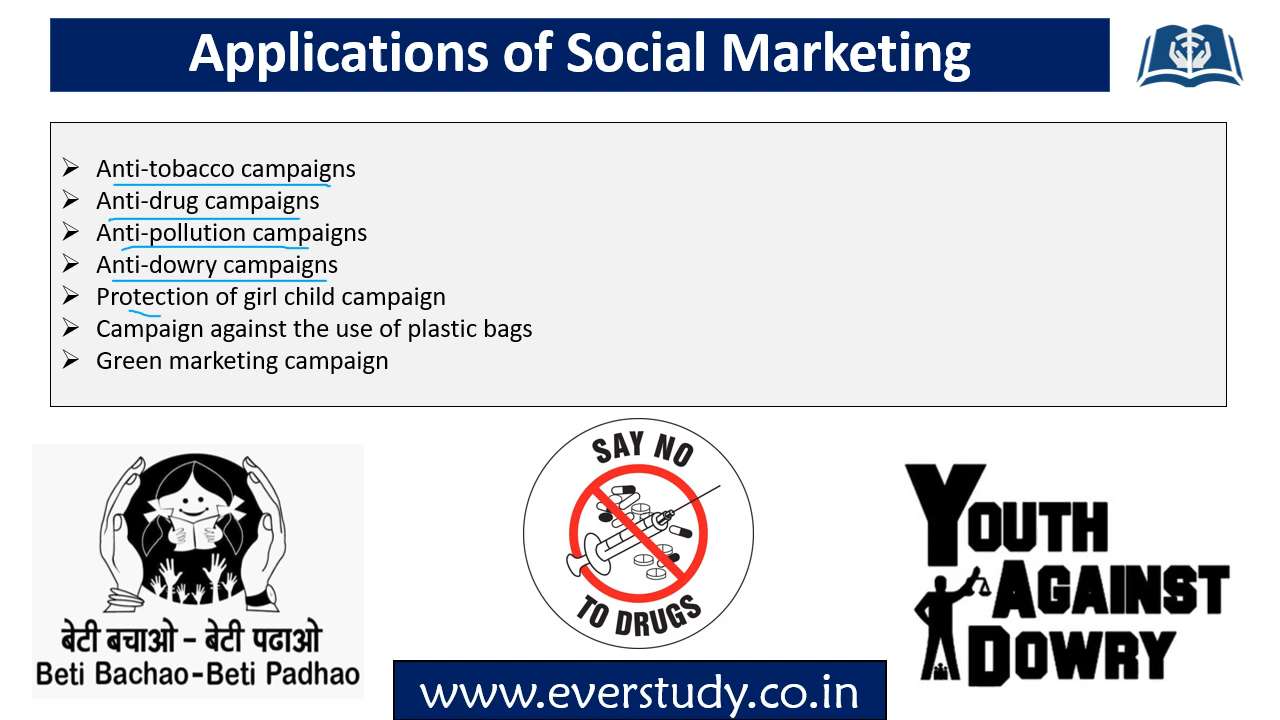 Applications of Social Marketing
Anti-tobacco campaigns
Anti-drug campaigns
Anti-pollution campaigns
Anti-dowry campaigns
Protection of girl child campaign
Campaign against the use of plastic bags
Green marketing campaign
बेटी बचाओ - बेटी पढाओ
Beti Bachao-Beti Padhao
SAY NO
TO DRUGS
YOUTH
AGAINST
DOWRY
www.everstudy.co.in